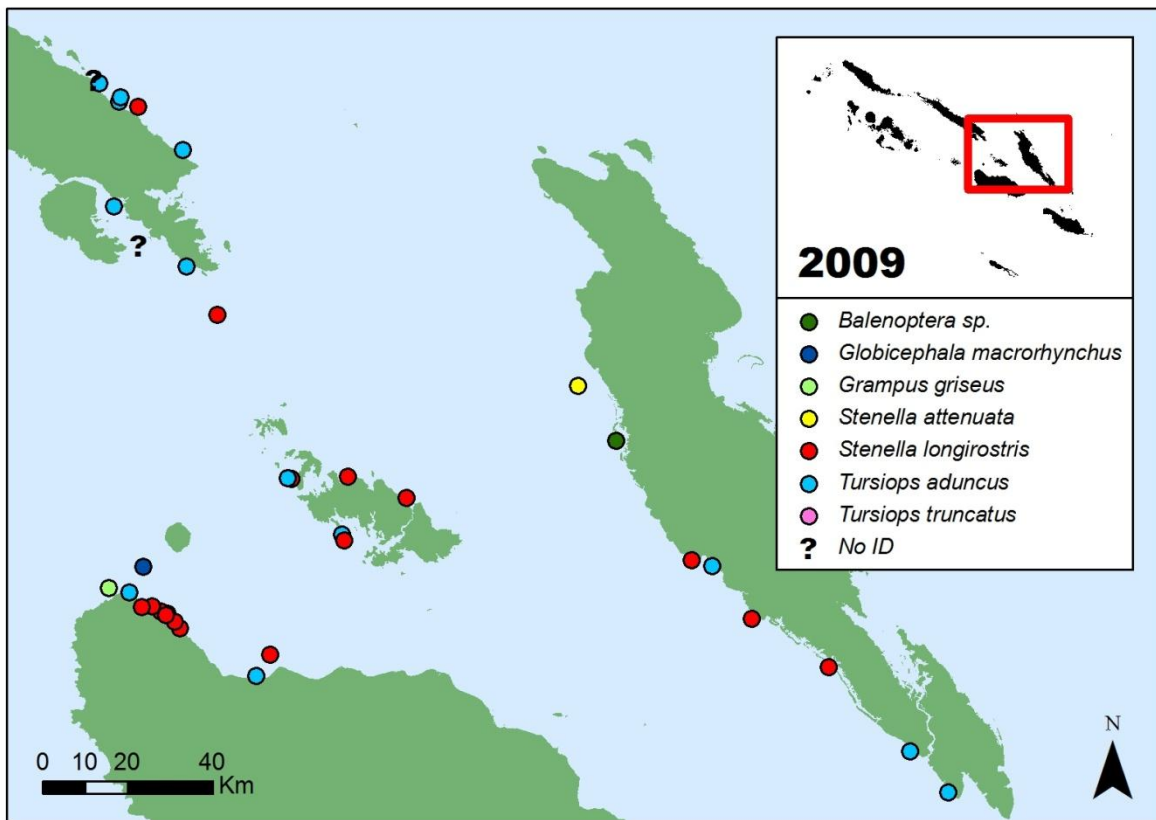 ?
?
2009
Balenoptera sp.
Globicephala macrorhynchus
Grampus griseus
Stenella attenuata
Stenella longirostris
Tursiops aduncus
Tursiops truncatus
? No ID
0 10 20 40
Km
N